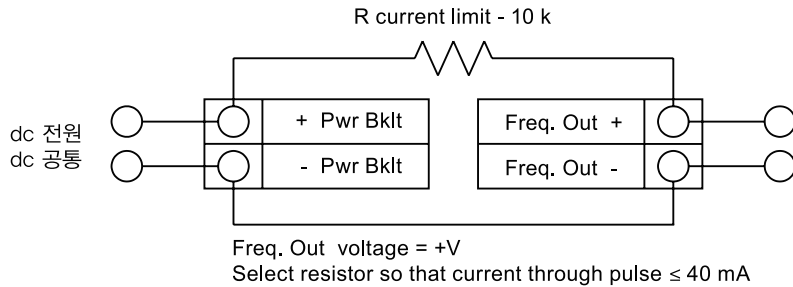 R current limit - 10 k
dc 전원
dc 공통
+ Pwr Bklt
- Pwr Bklt
Freq. Out +
Freq. Out -
Freq. Out voltage = +V
Select resistor so that current through pulse ≤ 40 mA